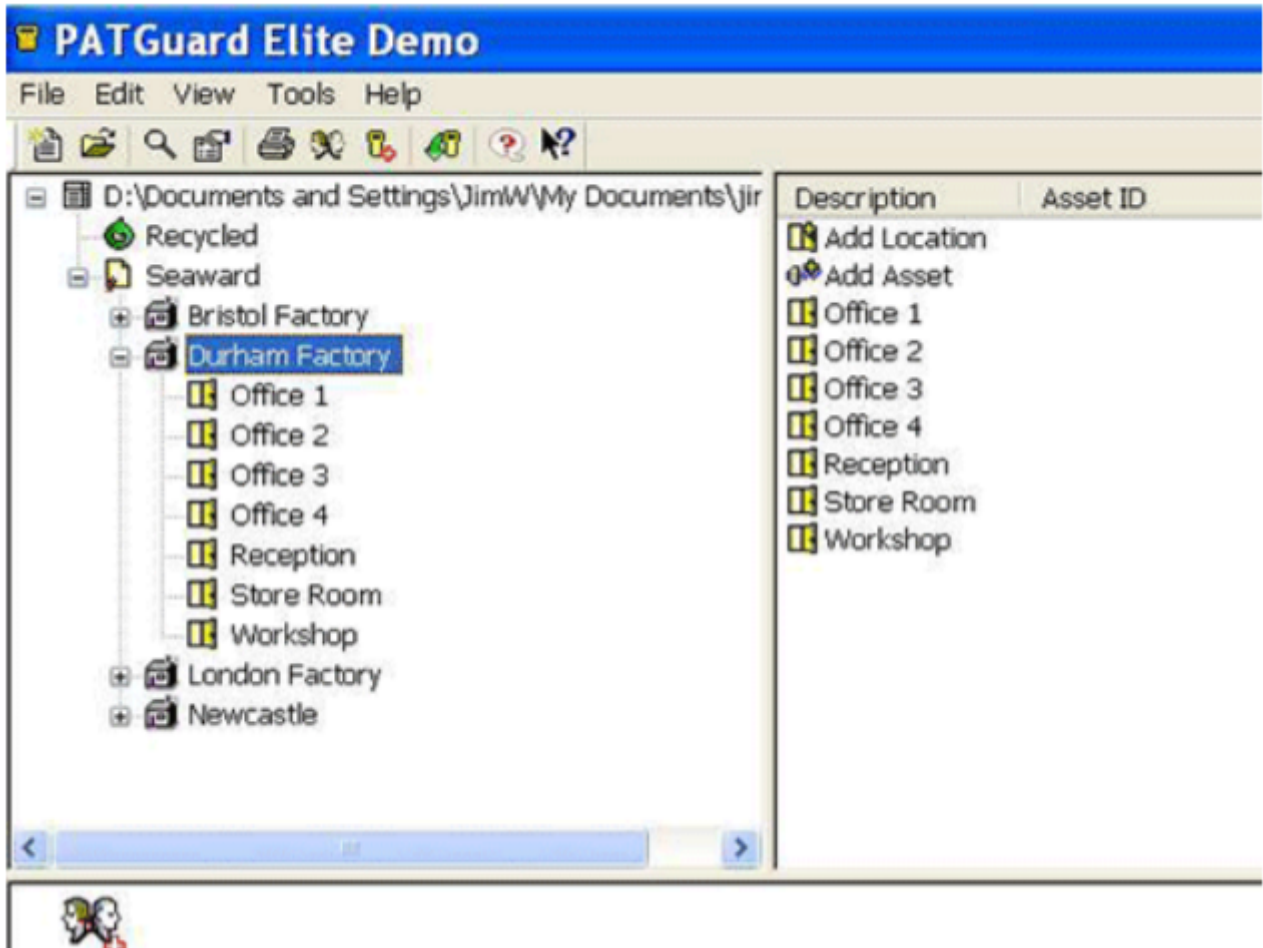 PATGuard Elite Demo
File Edit View Tools Help
D:\Documents and Settings\JimW\My Documents\jir
Recycled
Seaward
Bristol Factory
Durham Factory
Office 1
Office 2
Office 3
Office 4
Reception
Store Room
Workshop
London Factory
Newcastle
Description Asset ID
Add Location
Add Asset
Office 1
Office 2
Office 3
Office 4
Reception
Store Room
Workshop